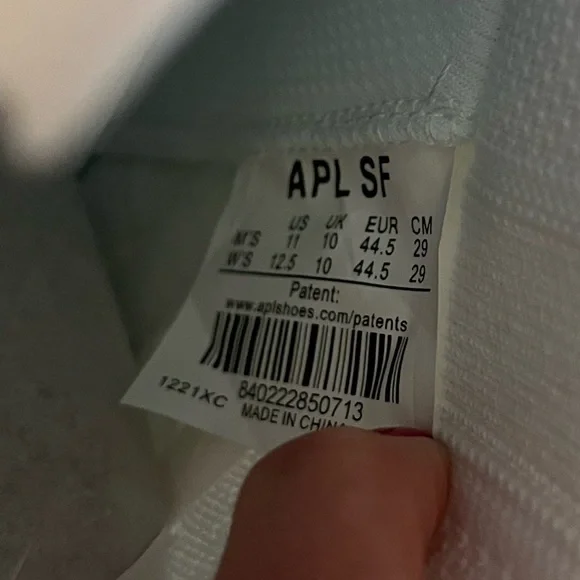 APL SF
US UK EUR CM
M'S 11 10 44.5 29
W'S 12.5 10 44.5 29
Patent:
www.aplshoes.com/patents
840222850713
1221XC
MADE IN CHINA